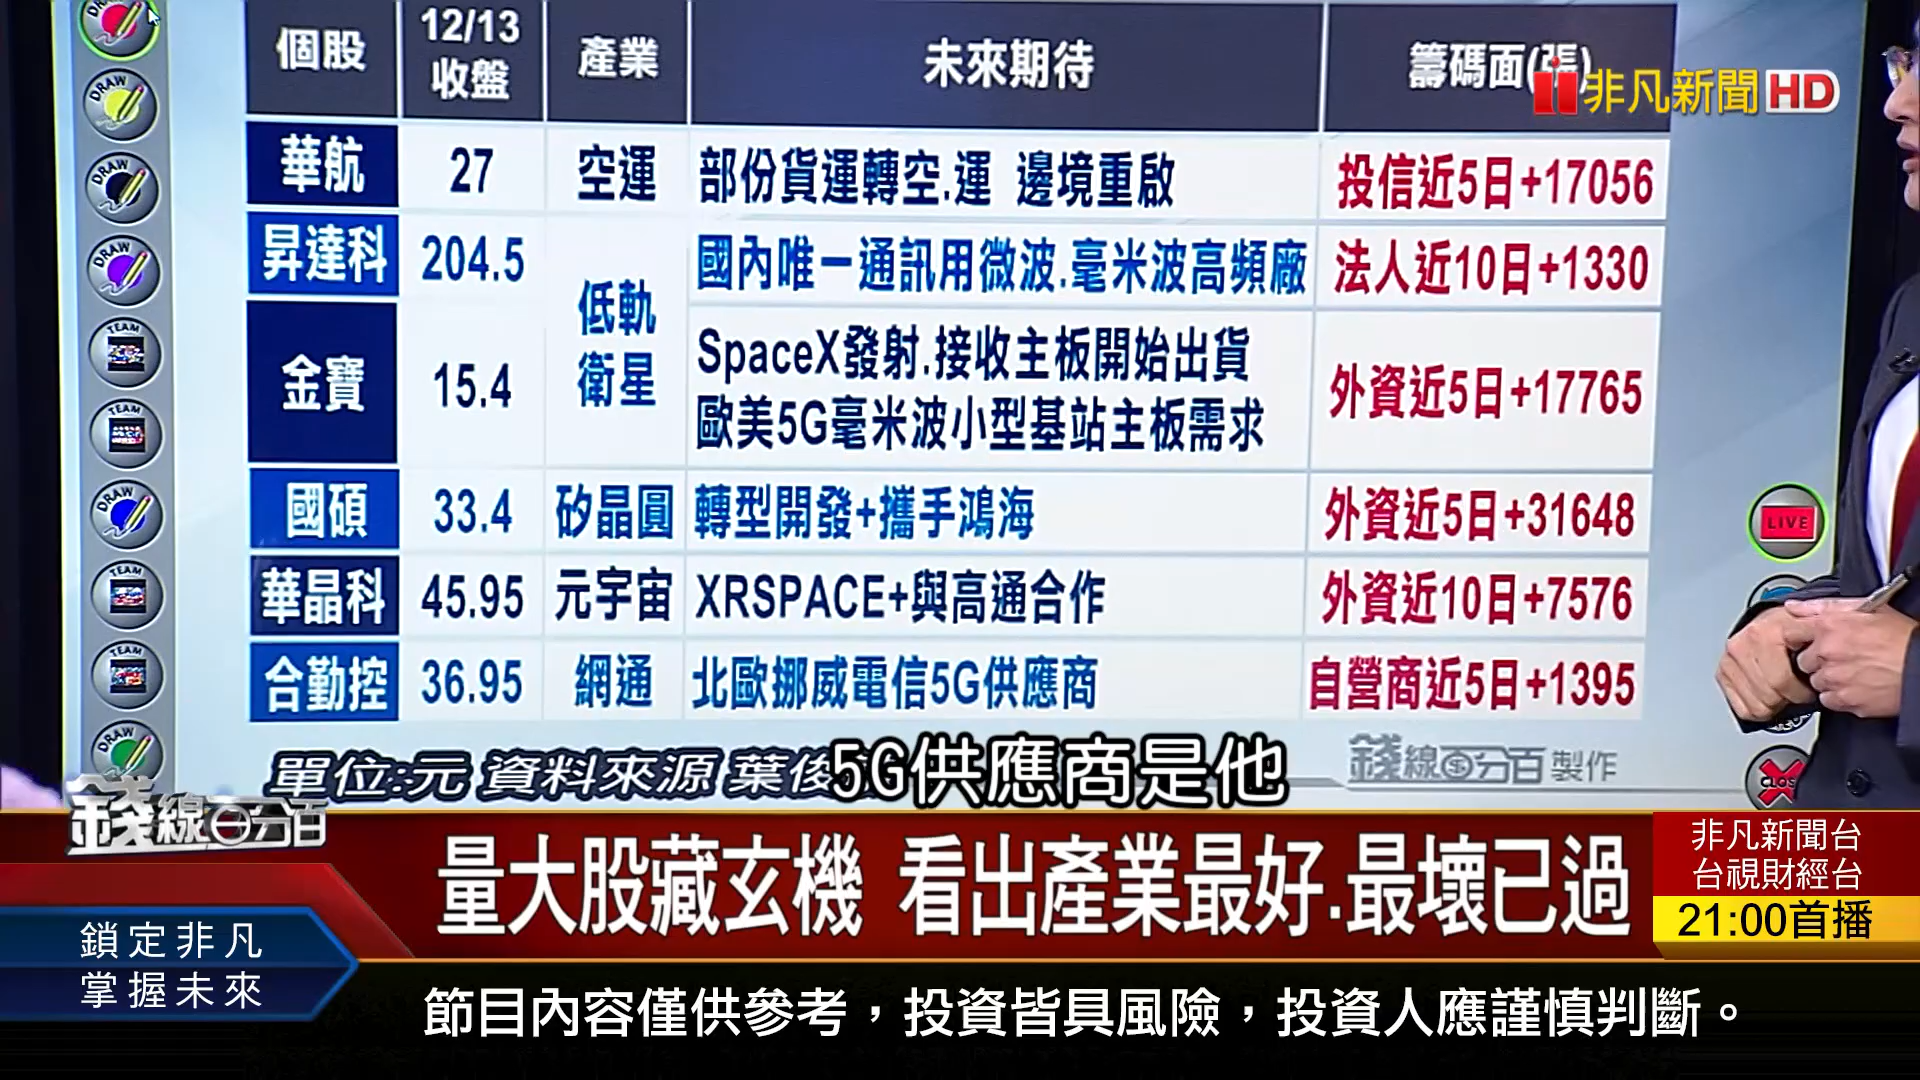 個股 12/13 收盤 產業 未來期待 籌碼面(張)
非凡新聞HD
華航 27 空運 部份貨運轉空.運 邊境重啟 投信近5日+17056
昇達科 204.5 低軌衛星 國內唯一通訊用微波.毫米波高頻廠 法人近10日+1330
金寶 15.4 SpaceX發射.接收主板開始出貨
歐美5G毫米波小型基站主板需求 外資近5日+17765
國碩 33.4 矽晶圓 轉型開發+攜手鴻海 外資近5日+31648
華晶科 45.95 元宇宙 XRSPACE+與高通合作 外資近10日+7576
合勤控 36.95 網通 北歐挪威電信5G供應商 自營商近5日+1395
DRAW
DRAW
DRAW
DRAW
TEAM
TEAM
DRAW
TEAM
TEAM
DRAW
LIVE
單位:元 資料來源 葉俊
5G供應商是他
錢線百分百製作
錢線百分百
量大股藏玄機 看出產業最好.最壞已過
非凡新聞台
台視財經台
21:00首播
鎖定非凡
掌握未來
節目內容僅供參考，投資皆具風險，投資人應謹慎判斷。